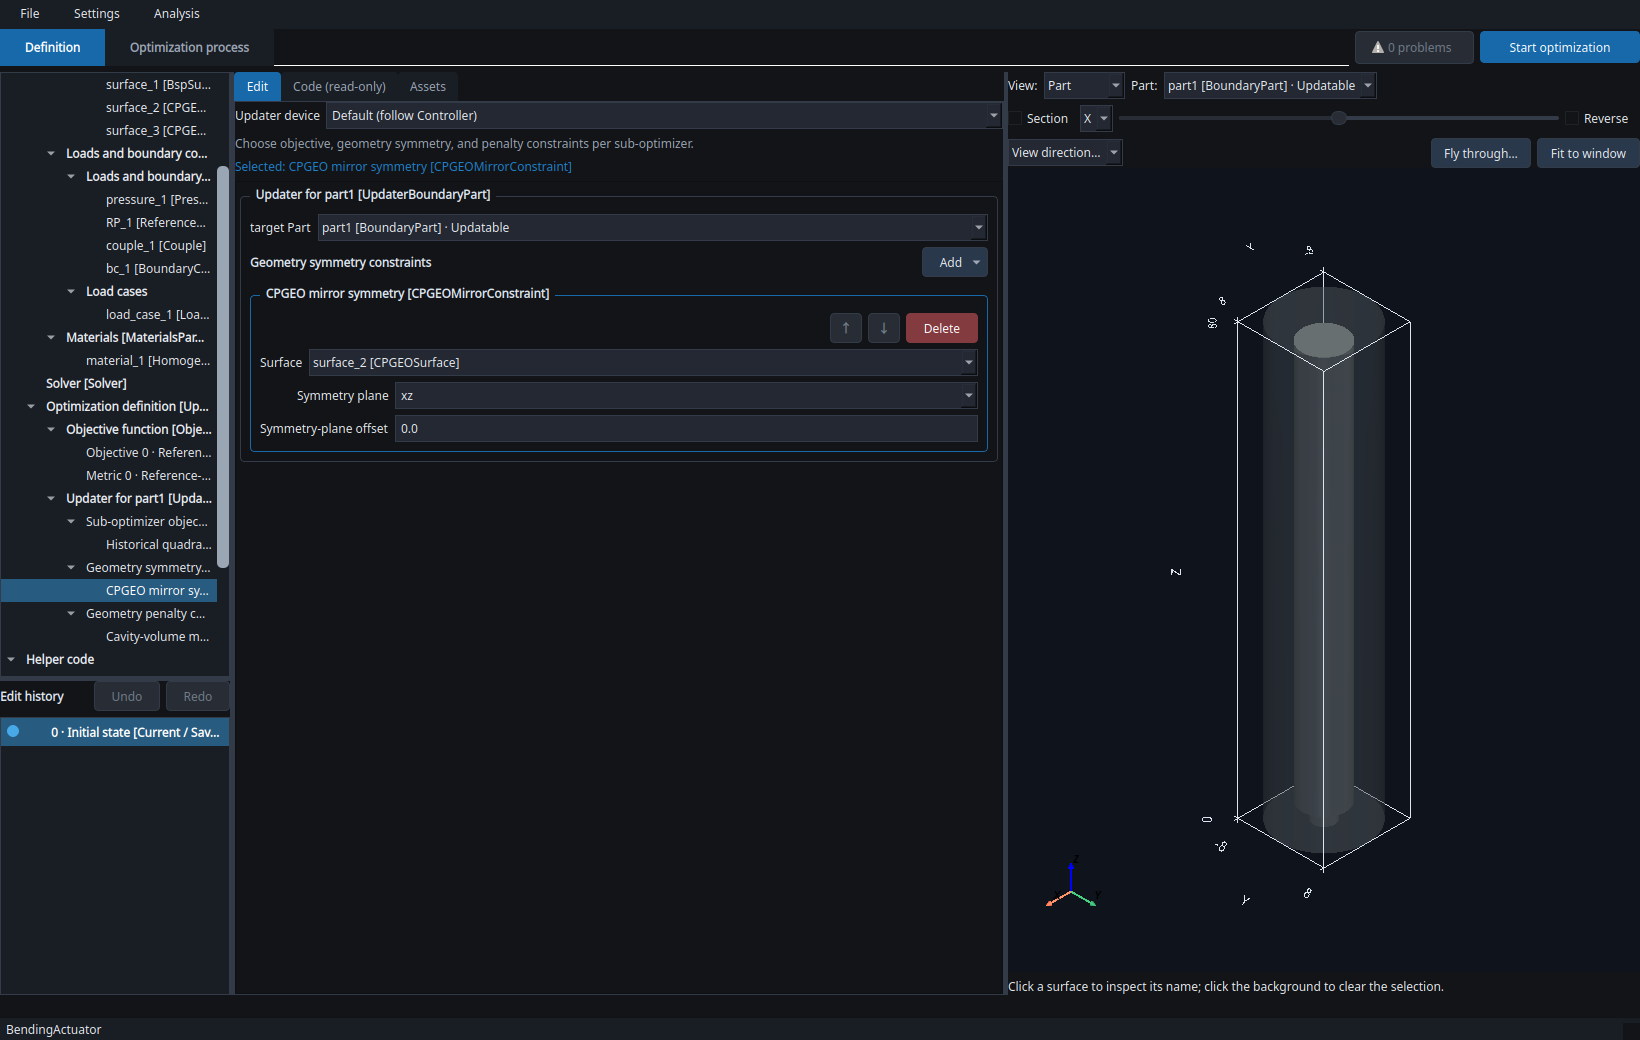 File Settings Analysis
Definition Optimization process 0 problems Start optimization
surface_1 [BspSu...
surface_2 [CPGE...
surface_3 [CPGE...
Loads and boundary co...
Loads and boundary...
pressure_1 [Pres...
RP_1 [Reference...
couple_1 [Couple]
bc_1 [BoundaryC...
Load cases
load_case_1 [Loa...
Materials [MaterialsPar...
material_1 [Homoge...
Solver [Solver]
Optimization definition [Up...
Objective function [Obje...
Objective 0 · Referen...
Metric 0 · Reference-...
Updater for part1 [Upda...
Sub-optimizer objec...
Historical quadra...
Geometry symmetry...
CPGEO mirror sy...
Geometry penalty c...
Cavity-volume m...
Helper code
Edit history Undo Redo
0 · Initial state [Current / Sav...
Edit Code (read-only) Assets
Updater device Default (follow Controller)
Choose objective, geometry symmetry, and penalty constraints per sub-optimizer.
Selected: CPGEO mirror symmetry [CPGEOMirrorConstraint]
Updater for part1 [UpdaterBoundaryPart]
target Part part1 [BoundaryPart] · Updatable
Geometry symmetry constraints Add
CPGEO mirror symmetry [CPGEOMirrorConstraint]
↑ ↓ Delete
Surface surface_2 [CPGEOSurface]
Symmetry plane xz
Symmetry-plane offset 0.0
View: Part Part: part1 [BoundaryPart] · Updatable
Section X Reverse
View direction... Fly through... Fit to window
Z
0
Click a surface to inspect its name; click the background to clear the selection.
BendingActuator